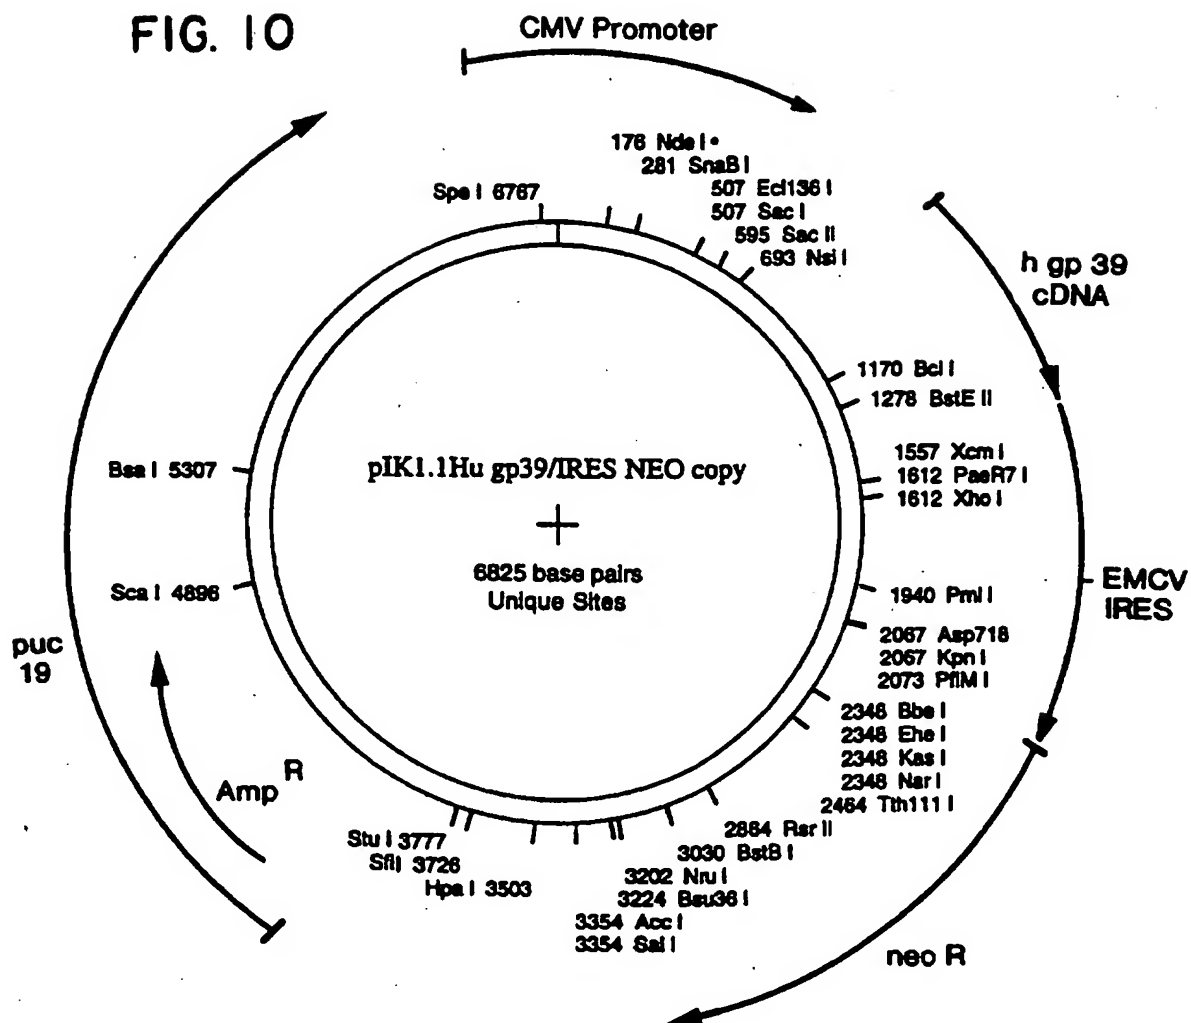 FIG. 10
CMV Promoter
176 Nde I •
281 SnaB I
507 Ecl136 I
507 Sac I
595 Sac II
693 Nsi I
Spe I 6767
h gp 39
cDNA
1170 Bcl I
1278 BstE II
1557 Xcm I
1612 PaeR7 I
1612 Xho I
Bsa I 5307
pIK1.1Hu gp39/IRES NEO copy
6825 base pairs
Unique Sites
EMCV
IRES
Sca I 4896
1940 Pml I
2067 Asp718
2067 Kpn I
2073 PflM I
puc
19
2348 Bbe I
2348 Ehe I
2348 Kas I
2348 Nar I
2464 Tth111 I
Amp R
Stu I 3777
Sfi I 3726
Hpa I 3503
2884 Rsr II
3030 BstB I
3202 Nru I
3224 Bsu36 I
3354 Acc I
3354 Sal I
neo R